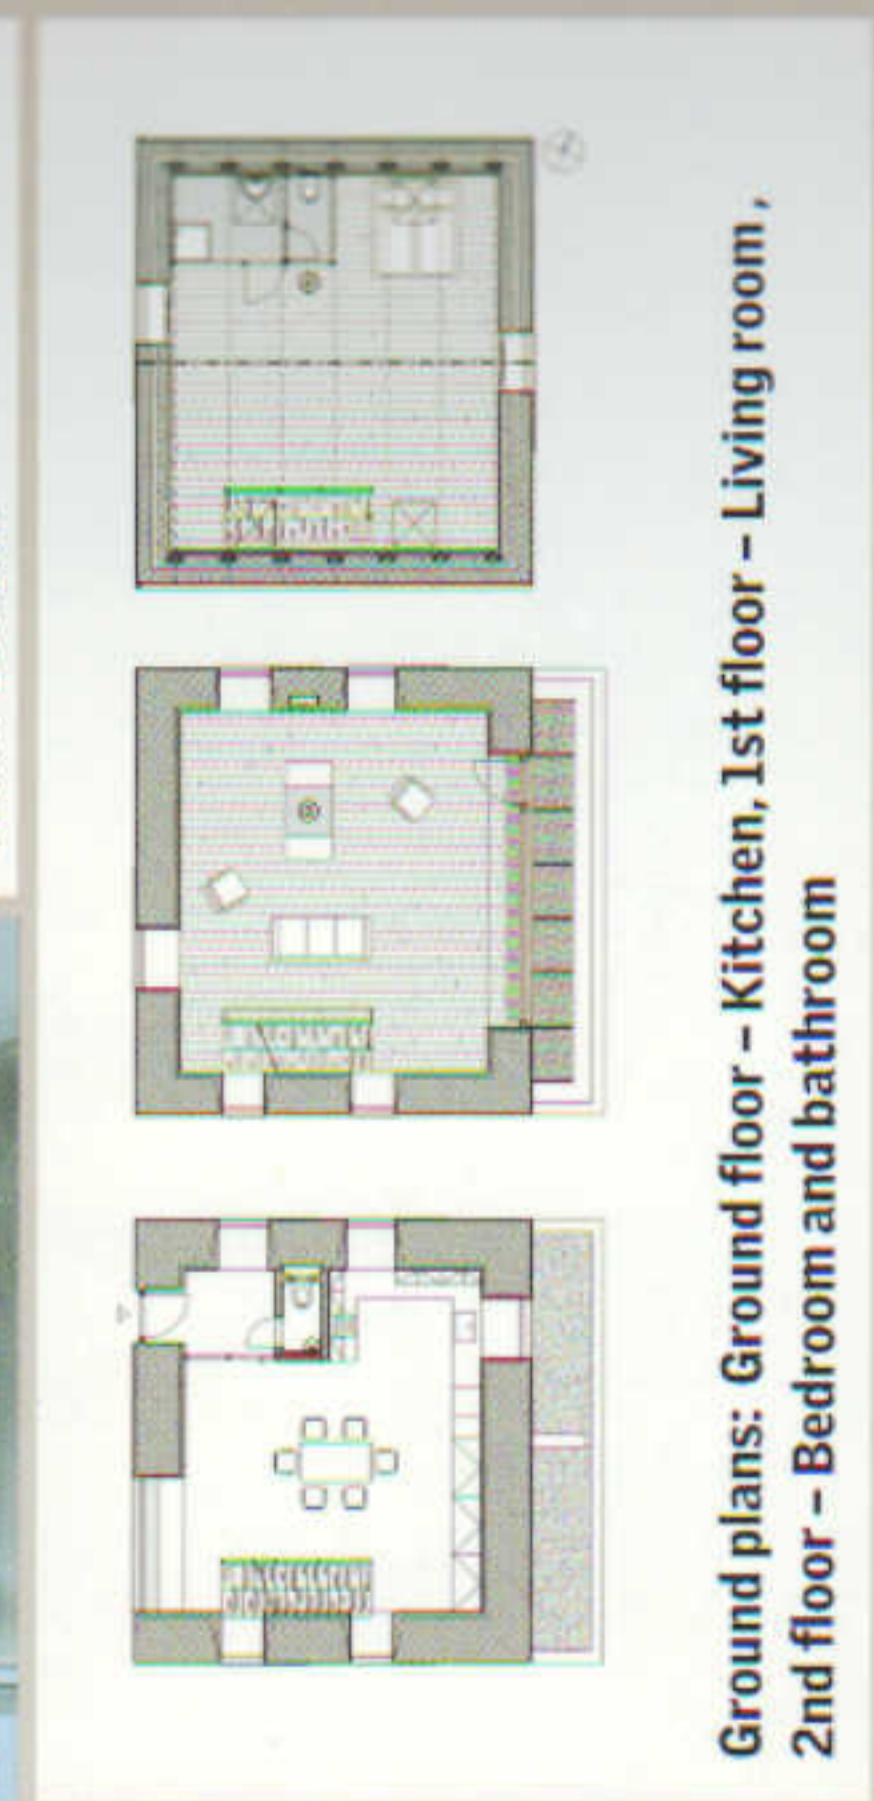 Ground plans: Ground floor – Kitchen, 1st floor – Living room,
2nd floor – Bedroom and bathroom